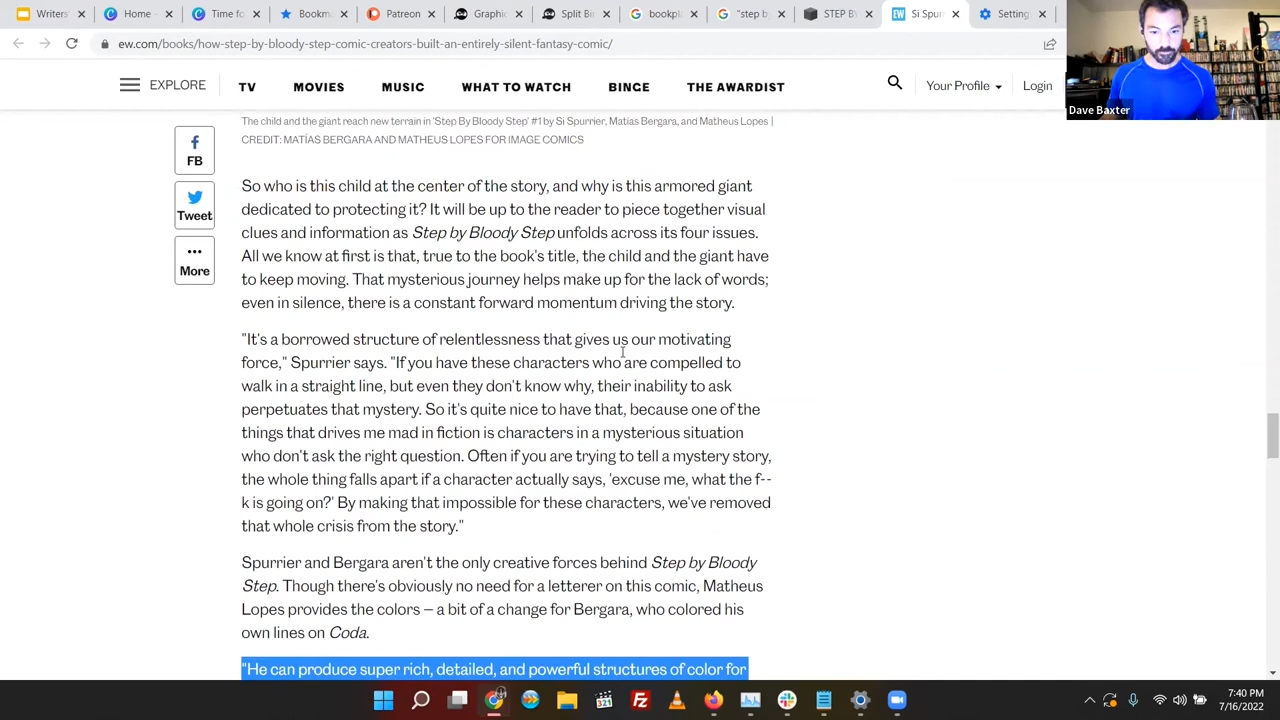 Writers
Home -
Time fo
Bookm
Patreon
Graphic
Split Bi
bookpl
"step b
STEP B
Si Spur
Setting
ew.com/books/how-step-by-bloody-step-comic-creators-built-an-entirely-silent-fantasy-comic/
Dave Baxter
EXPLORE
TV
MOVIES
MUSIC
WHAT TO WATCH
BINGE
THE AWARDIST
Your Profile
Login
The child and the giant reach
in 'Step By Bloody Step' #1 by Si Spurrier, Matias Bergara, and Matheus Lopes |
CREDIT: MATÍAS BERGARA AND MATHEUS LOPES FOR IMAGE COMICS
FB
Tweet
More
So who is this child at the center of the story, and why is this armored giant
dedicated to protecting it? It will be up to the reader to piece together visual
clues and information as Step by Bloody Step unfolds across its four issues.
All we know at first is that, true to the book's title, the child and the giant have
to keep moving. That mysterious journey helps make up for the lack of words;
even in silence, there is a constant forward momentum driving the story.
"It's a borrowed structure of relentlessness that gives us our motivating
force," Spurrier says. "If you have these characters who are compelled to
walk in a straight line, but even they don't know why, their inability to ask
perpetuates that mystery. So it's quite nice to have that, because one of the
things that drives me mad in fiction is characters in a mysterious situation
who don't ask the right question. Often if you are trying to tell a mystery story,
the whole thing falls apart if a character actually says, 'excuse me, what the f--
k is going on?' By making that impossible for these characters, we've removed
that whole crisis from the story."
Spurrier and Bergara aren't the only creative forces behind Step by Bloody
Step. Though there's obviously no need for a letterer on this comic, Matheus
Lopes provides the colors — a bit of a change for Bergara, who colored his
own lines on Coda.
"He can produce super rich, detailed, and powerful structures of color for
321
7:40 PM
7/16/2022